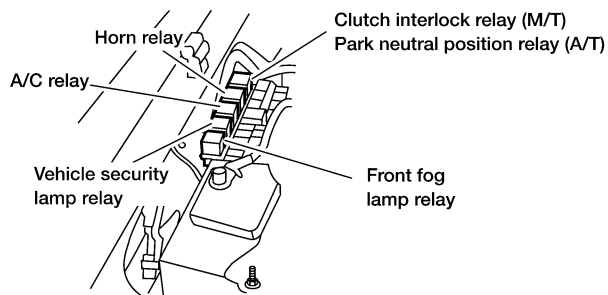 Clutch interlock relay (M/T)
Park neutral position relay (A/T)
Horn relay
A/C relay
Vehicle security
lamp relay
Front fog
lamp relay